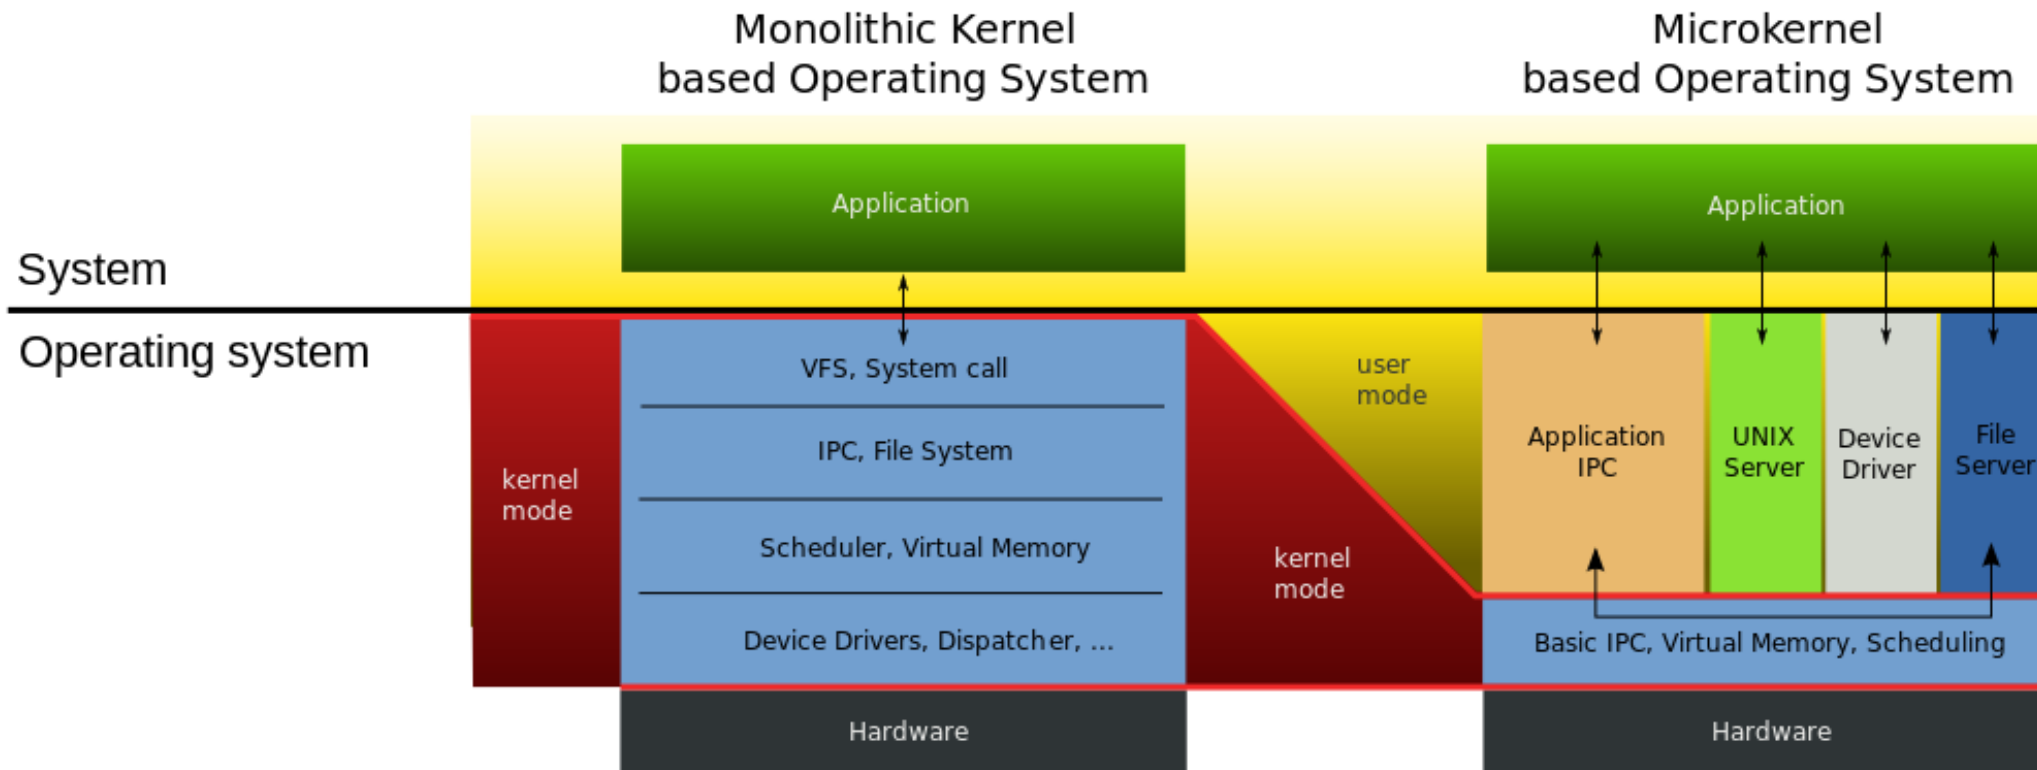 Monolithic Kernel
based Operating System
Microkernel
based Operating System
Application
Application
System
Operating system
VFS, System call
IPC, File System
Scheduler, Virtual Memory
Device Drivers, Dispatcher, ...
kernel
mode
user
mode
kernel
mode
Application
IPC
UNIX
Server
Device
Driver
File
Server
Basic IPC, Virtual Memory, Scheduling
Hardware
Hardware